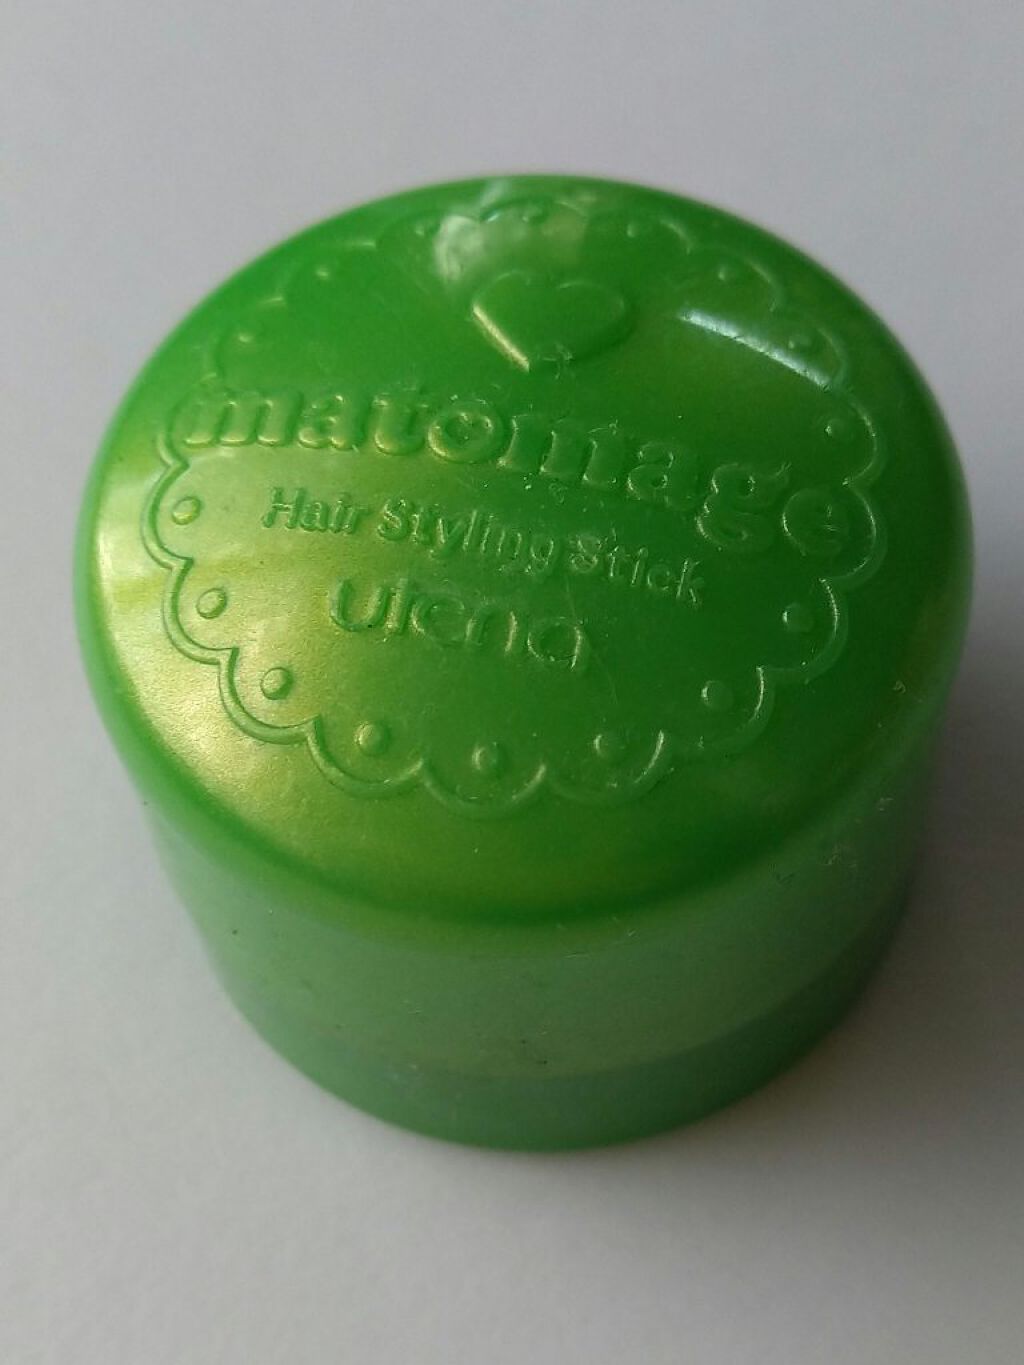 matomage
Hair Styling Stick
utena